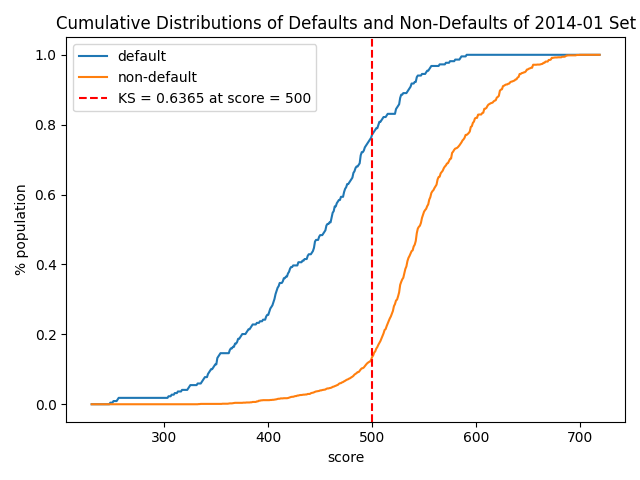 Cumulative Distributions of Defaults and Non-Defaults of 2014-01 Set
default
non-default
KS = 0.6365 at score = 500
% population
1.0
0.8
0.6
0.4
0.2
0.0
300 400 500 600 700
score